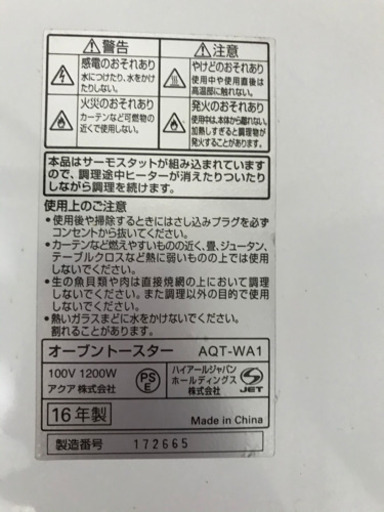 警告
感電のおそれあり
水につけたり、水をかけ
たりしない。
火災のおそれあり
カーテンなど可燃物の
近くで使用しない。
注意
やけどのおそれあり
使用中や使用直後は
高温部に触れない。
発火のおそれあり
使用中は、本体から離れない。
加熱しすぎると調理物が
発火することがあります。
本品はサーモスタットが組み込まれています
ので、調理途中ヒーターが消えたりついたり
しながら調理を続けます。
使用上のご注意
・使用後や掃除するときにはさし込みプラグを必ず
コンセントから抜いてください。
・カーテンなど燃えやすいものの近く、畳、ジュータン、
テーブルクロスなど熱に弱いものの上では使用
しないでください。
・生の魚貝類や肉は直接焼網の上において調理
しないでください。また調理以外の目的で使用
しないでください。
・熱いガラスまどに水をかけないでください。
割れることがあります。
オーブントースター AQT-WA1
100V 1200W
アクア株式会社
PS
E
ハイアールジャパン
ホールディングス
株式会社
JET
16年製
Made in China
製造番号 172665